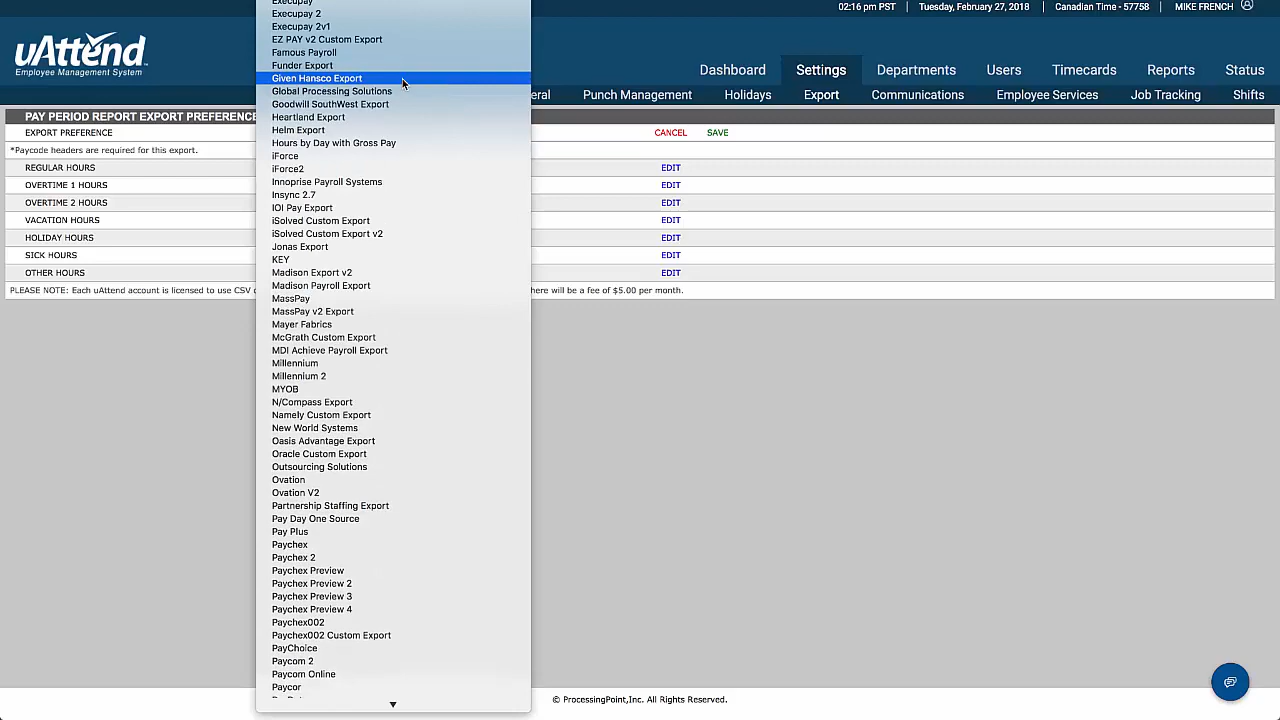 02:16 pm PST Tuesday, February 27, 2018 Canadian Time - 57758 MIKE FRENCH
uAttend
Employee Management System
Dashboard Settings Departments Users Timecards Reports Status
eral Punch Management Holidays Export Communications Employee Services Job Tracking Shifts
PAY PERIOD REPORT EXPORT PREFERENCE
EXPORT PREFERENCE CANCEL SAVE
*Paycode headers are required for this export.
REGULAR HOURS EDIT
OVERTIME 1 HOURS EDIT
OVERTIME 2 HOURS EDIT
VACATION HOURS EDIT
HOLIDAY HOURS EDIT
SICK HOURS EDIT
OTHER HOURS EDIT
PLEASE NOTE: Each uAttend account is licensed to use CSV here will be a fee of $5.00 per month.
Execupay
Execupay 2
Execupay 2v1
EZ PAY v2 Custom Export
Famous Payroll
Funder Export
Given Hansco Export
Global Processing Solutions
Goodwill SouthWest Export
Heartland Export
Helm Export
Hours by Day with Gross Pay
iForce
iForce2
Innoprise Payroll Systems
Insync 2.7
IOI Pay Export
iSolved Custom Export
iSolved Custom Export v2
Jonas Export
KEY
Madison Export v2
Madison Payroll Export
MassPay
MassPay v2 Export
Mayer Fabrics
McGrath Custom Export
MDI Achieve Payroll Export
Millennium
Millennium 2
MYOB
N/Compass Export
Namely Custom Export
New World Systems
Oasis Advantage Export
Oracle Custom Export
Outsourcing Solutions
Ovation
Ovation V2
Partnership Staffing Export
Pay Day One Source
Pay Plus
Paychex
Paychex 2
Paychex Preview
Paychex Preview 2
Paychex Preview 3
Paychex Preview 4
Paychex002
Paychex002 Custom Export
PayChoice
Paycom 2
Paycom Online
Paycor
© ProcessingPoint,Inc. All Rights Reserved.